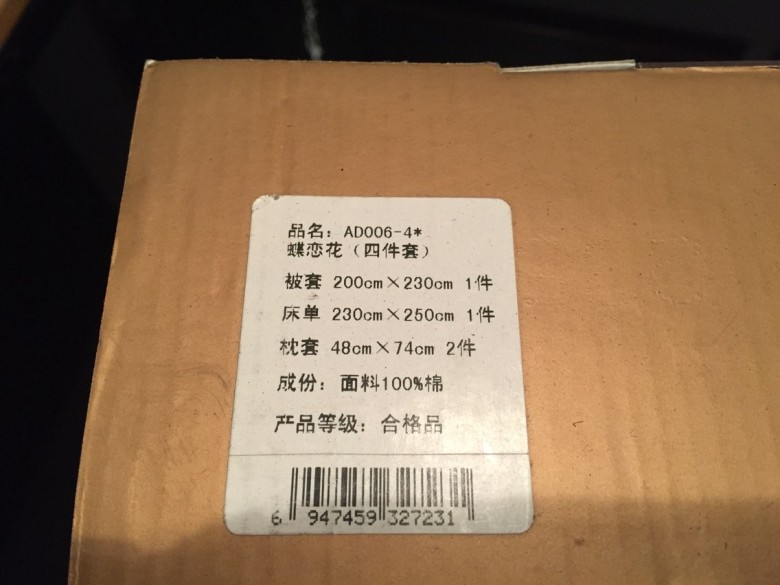 品名：AD006-4*
蝶恋花（四件套）
被套 200cm×230cm 1件
床单 230cm×250cm 1件
枕套 48cm×74cm 2件
成份：面料100%棉
产品等级：合格品
6 947459 327231